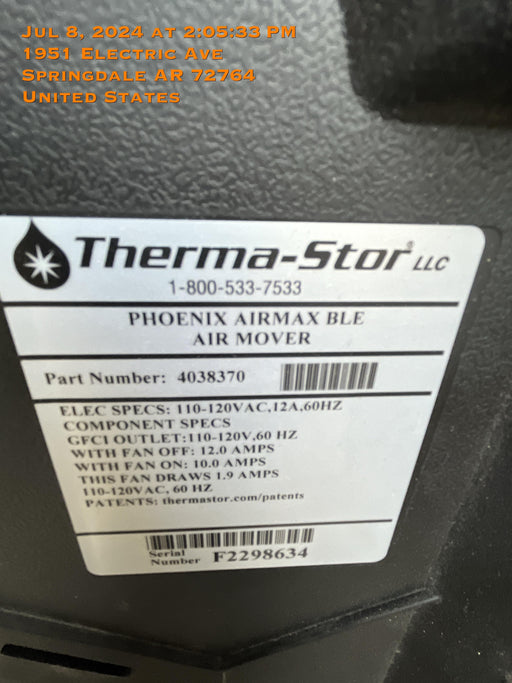 Jul 8, 2024 at 2:05:33 PM
1951 Electric Ave
Springdale AR 72764
United States
Therma-Stor® LLC
1-800-533-7533
PHOENIX AIRMAX BLE
AIR MOVER
Part Number: 4038370
ELEC SPECS: 110-120VAC,12A,60HZ
COMPONENT SPECS
GFCI OUTLET:110-120V,60 HZ
WITH FAN OFF: 12.0 AMPS
WITH FAN ON: 10.0 AMPS
THIS FAN DRAWS 1.9 AMPS
110-120VAC, 60 HZ
PATENTS: thermastor.com/patents
Serial
Number F2298634